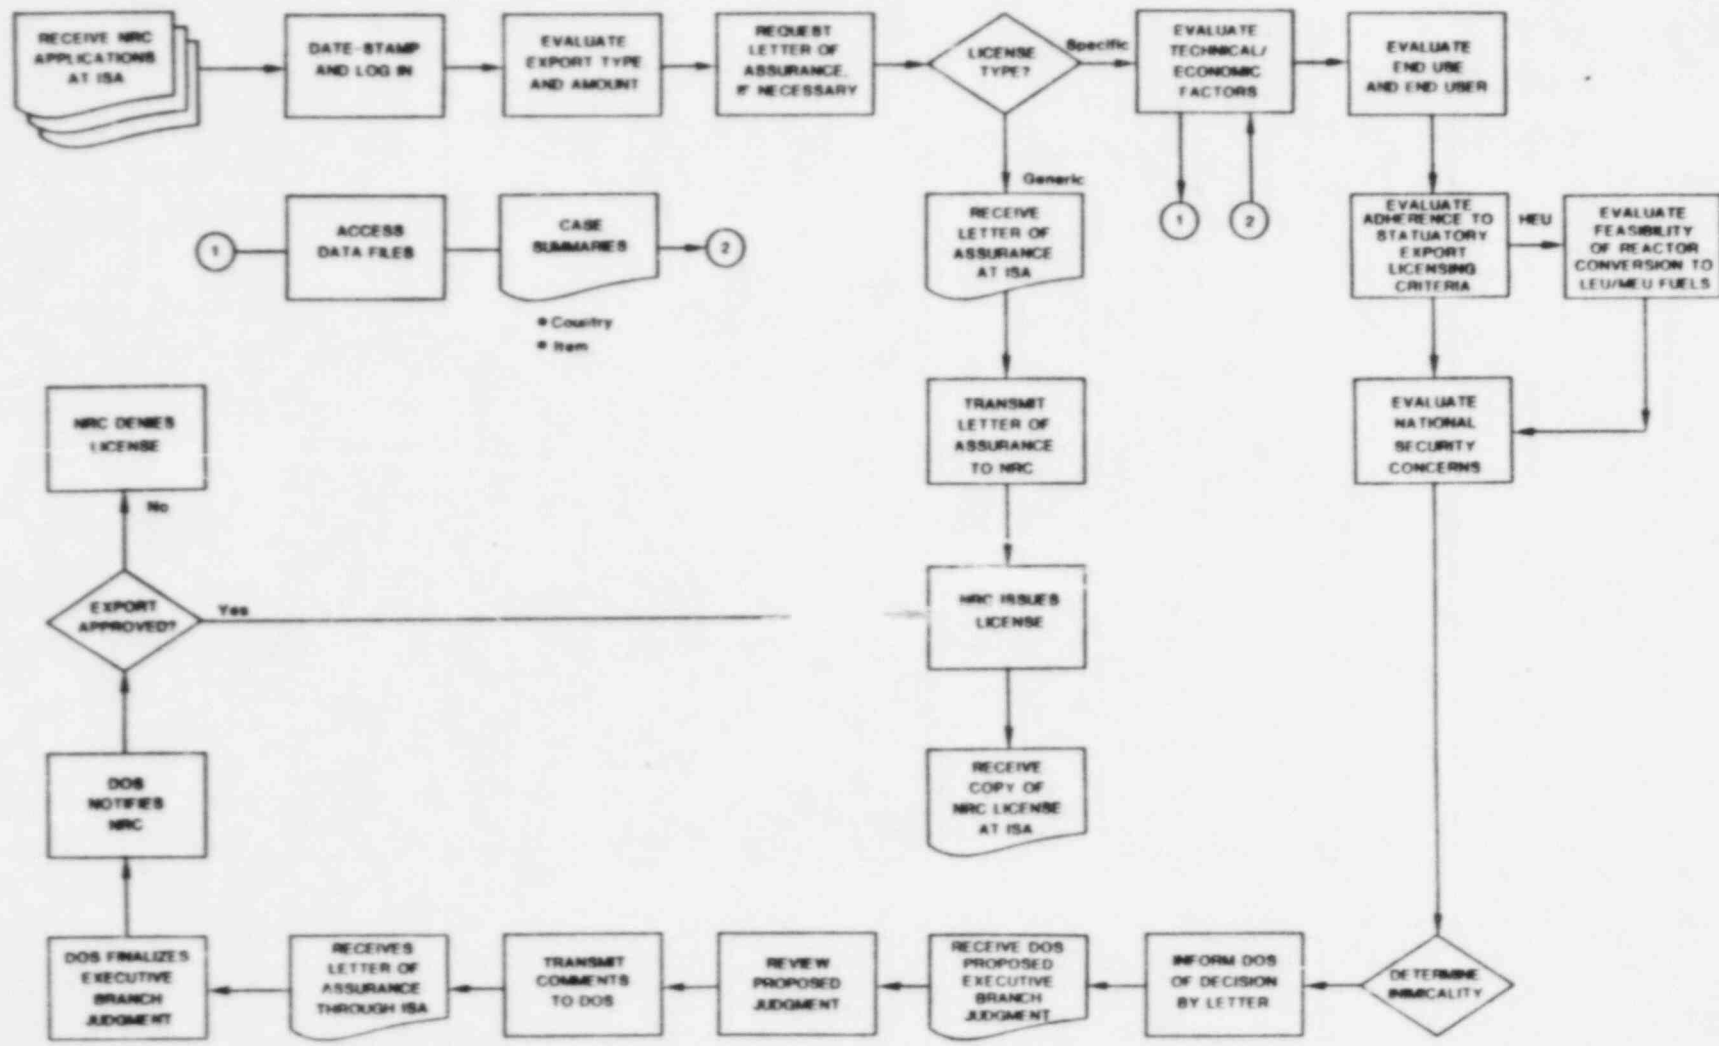 RECEIVE NRC
APPLICATIONS
AT ISA
DATE-STAMP
AND LOG IN
EVALUATE
EXPORT TYPE
AND AMOUNT
REQUEST
LETTER OF
ASSURANCE,
IF NECESSARY
LICENSE
TYPE?
Specific
EVALUATE
TECHNICAL/
ECONOMIC
FACTORS
EVALUATE
END USE
AND END USER
Generic
1
ACCESS
DATA FILES
CASE
SUMMARIES
2
• Country
• Item
RECEIVE
LETTER OF
ASSURANCE
AT ISA
1
2
EVALUATE
ADHERENCE TO
STATUATORY
EXPORT
LICENSING
CRITERIA
HEU
EVALUATE
FEASIBILITY
OF REACTOR
CONVERSION TO
LEU/MEU FUELS
NRC DENIES
LICENSE
TRANSMIT
LETTER OF
ASSURANCE
TO NRC
EVALUATE
NATIONAL
SECURITY
CONCERNS
No
EXPORT
APPROVED?
Yes
NRC ISSUES
LICENSE
DOS
NOTIFIES
NRC
RECEIVE
COPY OF
NRC LICENSE
AT ISA
DOS FINALIZES
EXECUTIVE
BRANCH
JUDGMENT
RECEIVES
LETTER OF
ASSURANCE
THROUGH ISA
TRANSMIT
COMMENTS
TO DOS
REVIEW
PROPOSED
JUDGMENT
RECEIVE DOS
PROPOSED
EXECUTIVE
BRANCH
JUDGMENT
INFORM DOS
OF DECISION
BY LETTER
DETERMINE
INIMICALITY